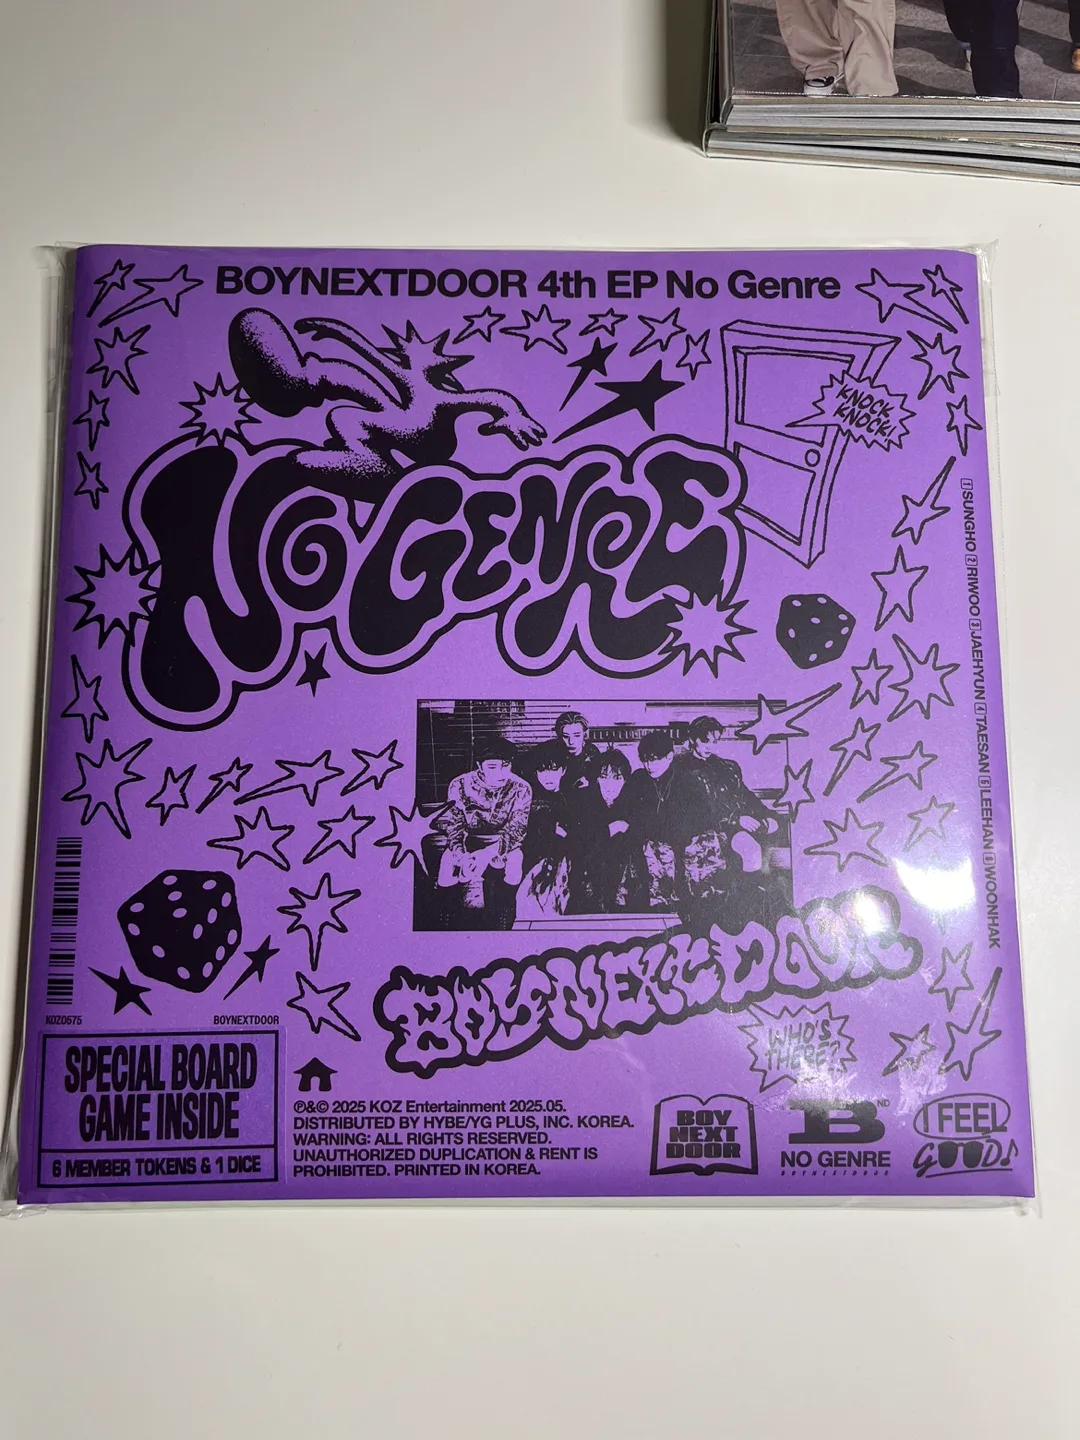 BOYNEXTDOOR 4th EP No Genre
KNOCK
KNOCK!
NO GENRE
1 SUNGHO 2 RIWOO 3 JAEHYUN 4 TAESAN 5 LEEHAN 6 WOONHAK
BOYNEXTDOOR
WHO'S
THERE?
KOZ0675
BOYNEXTDOOR
SPECIAL BOARD
GAME INSIDE
6 MEMBER TOKENS & 1 DICE
℗&© 2025 KOZ Entertainment 2025.05.
DISTRIBUTED BY HYBE/YG PLUS, INC. KOREA.
WARNING: ALL RIGHTS RESERVED.
UNAUTHORIZED DUPLICATION & RENT IS
PROHIBITED. PRINTED IN KOREA.
BOY
NEXT
DOOR
B ND
NO GENRE
BOYNEXTDOOR
I FEEL
GOOD